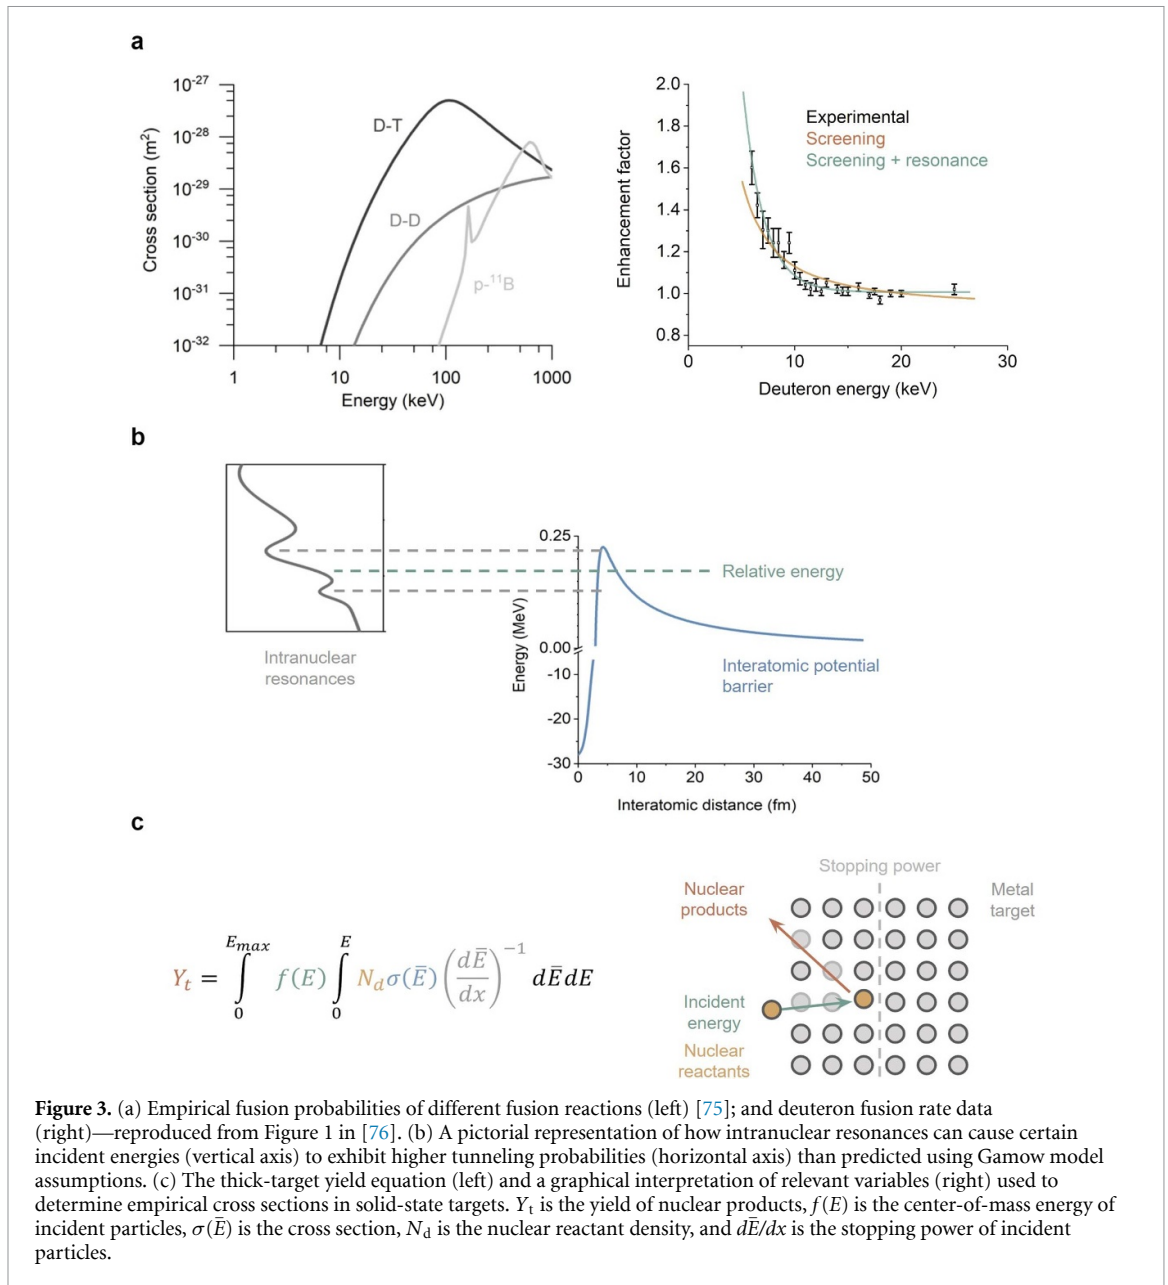 a
10⁻²⁷
10⁻²⁸
10⁻²⁹
10⁻³⁰
10⁻³¹
10⁻³²
Cross section (m²)
D-T
D-D
p-¹¹B
1
10
100
1000
Energy (keV)
2.0
1.8
1.6
1.4
1.2
1.0
0.8
Enhancement factor
Experimental
Screening
Screening + resonance
0
10
20
30
Deuteron energy (keV)
b
Intranuclear
resonances
0.25
0.00
-10
-20
-30
Energy (MeV)
Relative energy
Interatomic potential
barrier
0
10
20
30
40
50
Interatomic distance (fm)
c
Yₜ = ∫₀^{Emax} f(E) ∫₀^{E} N_d σ(Ē) (dĒ/dx)⁻¹ dĒ dE
Stopping power
Nuclear
products
Metal
target
Incident
energy
Nuclear
reactants
Figure 3. (a) Empirical fusion probabilities of different fusion reactions (left) [75]; and deuteron fusion rate data
(right)—reproduced from Figure 1 in [76]. (b) A pictorial representation of how intranuclear resonances can cause certain
incident energies (vertical axis) to exhibit higher tunneling probabilities (horizontal axis) than predicted using Gamow model
assumptions. (c) The thick-target yield equation (left) and a graphical interpretation of relevant variables (right) used to
determine empirical cross sections in solid-state targets. Yₜ is the yield of nuclear products, f(E) is the center-of-mass energy of
incident particles, σ(Ē) is the cross section, N_d is the nuclear reactant density, and dĒ/dx is the stopping power of incident
particles.